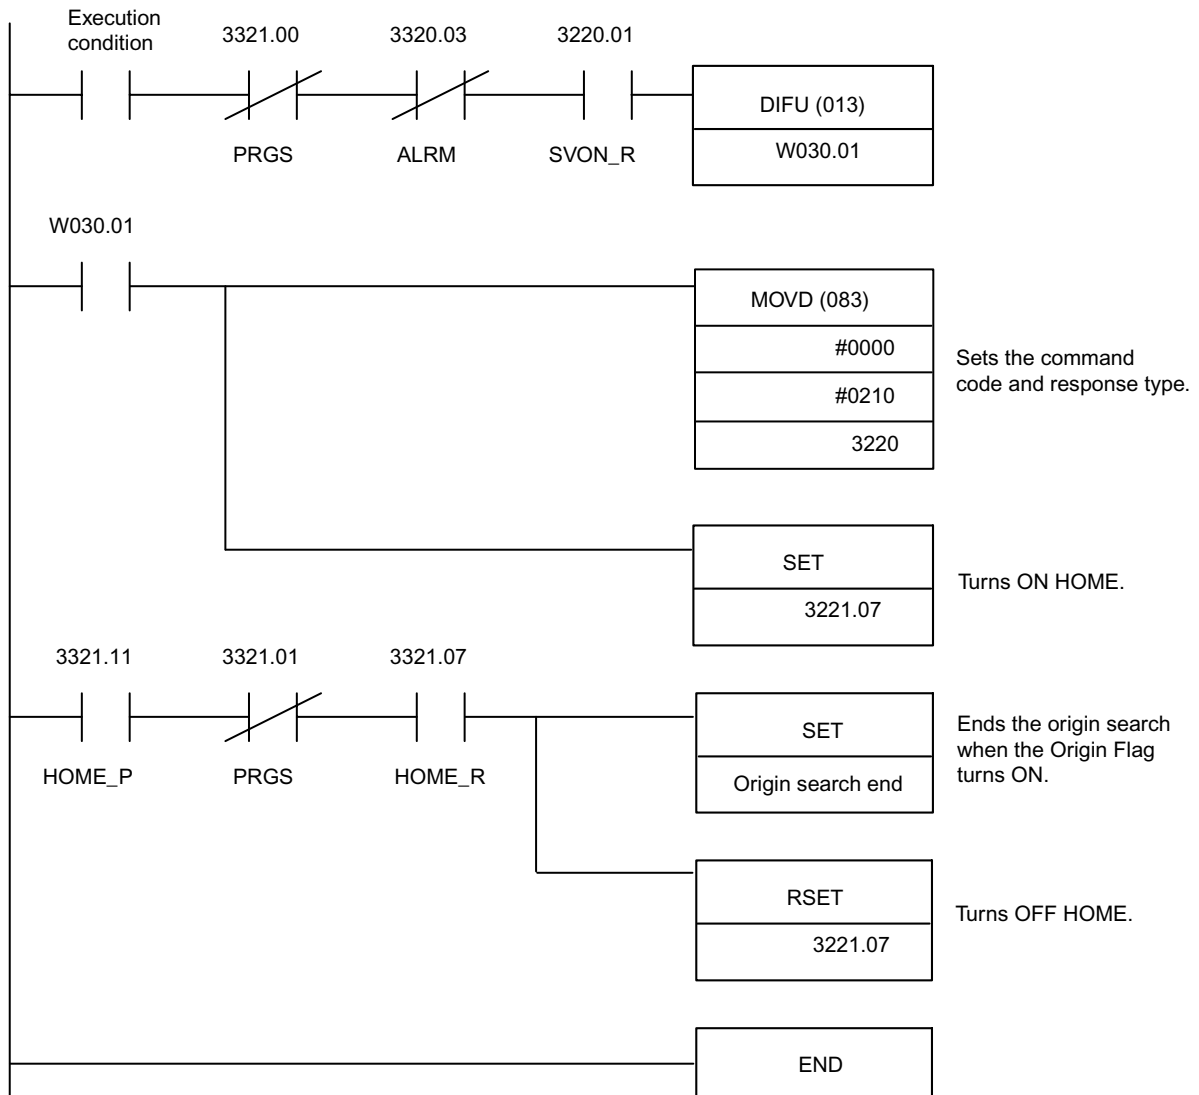 Execution
condition
3321.00
3320.03
3220.01
DIFU (013)
W030.01
PRGS
ALRM
SVON_R
W030.01
MOVD (083)
#0000
#0210
3220
Sets the command
code and response type.
SET
3221.07
Turns ON HOME.
3321.11
3321.01
3321.07
HOME_P
PRGS
HOME_R
SET
Origin search end
Ends the origin search
when the Origin Flag
turns ON.
RSET
3221.07
Turns OFF HOME.
END